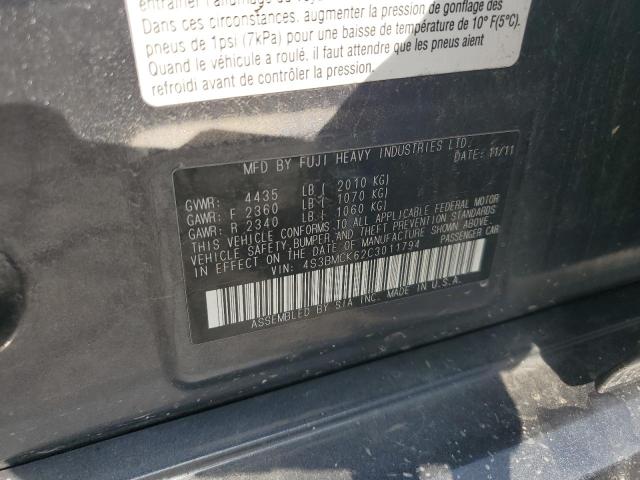 entraîner l'allumage du
Dans ces circonstances, augmenter la pression de gonflage des
pneus de 1psi (7kPa) pour une baisse de température de 10° F(5°C).
Quand le véhicule a roulé, il faut attendre que les pneus aient
refroidi avant de contrôler la pression.
MFD BY FUJI HEAVY INDUSTRIES LTD.
DATE: 11/11
GVWR: 4435 LB ( 2010 KG)
GAWR: F 2360 LB ( 1070 KG)
GAWR: R 2340 LB ( 1060 KG)
THIS VEHICLE CONFORMS TO ALL APPLICABLE FEDERAL MOTOR
VEHICLE SAFETY, BUMPER, AND THEFT PREVENTION STANDARDS
IN EFFECT ON THE DATE OF MANUFACTURE SHOWN ABOVE.
VIN: 4S3BMCK62C3011794 PASSENGER CAR
ASSEMBLED BY SIA INC. MADE IN U.S.A.